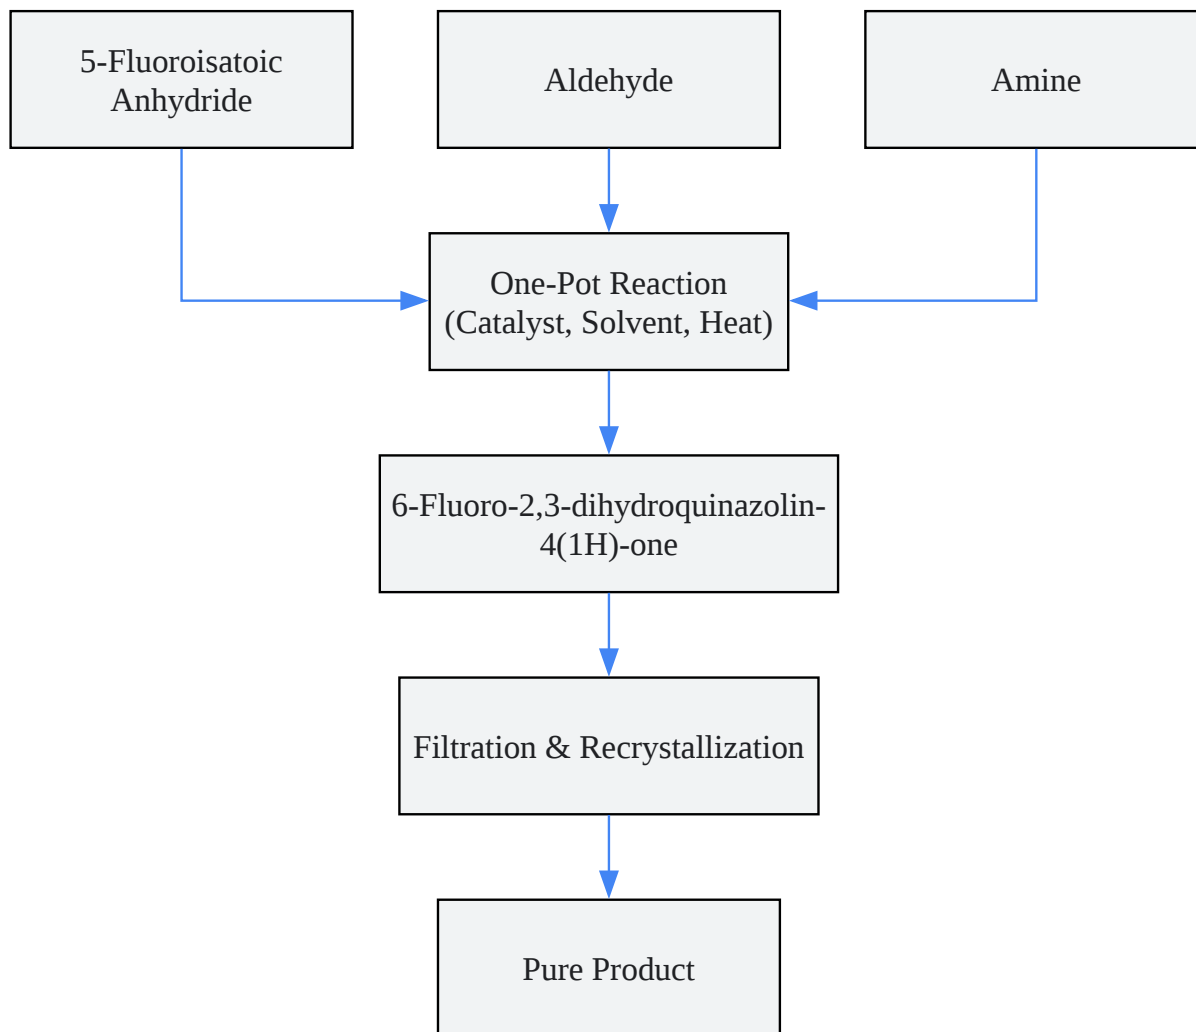 5-Fluoroisatoic
Anhydride
Aldehyde
Amine
One-Pot Reaction
(Catalyst, Solvent, Heat)
6-Fluoro-2,3-dihydroquinazolin-
4(1H)-one
Filtration & Recrystallization
Pure Product